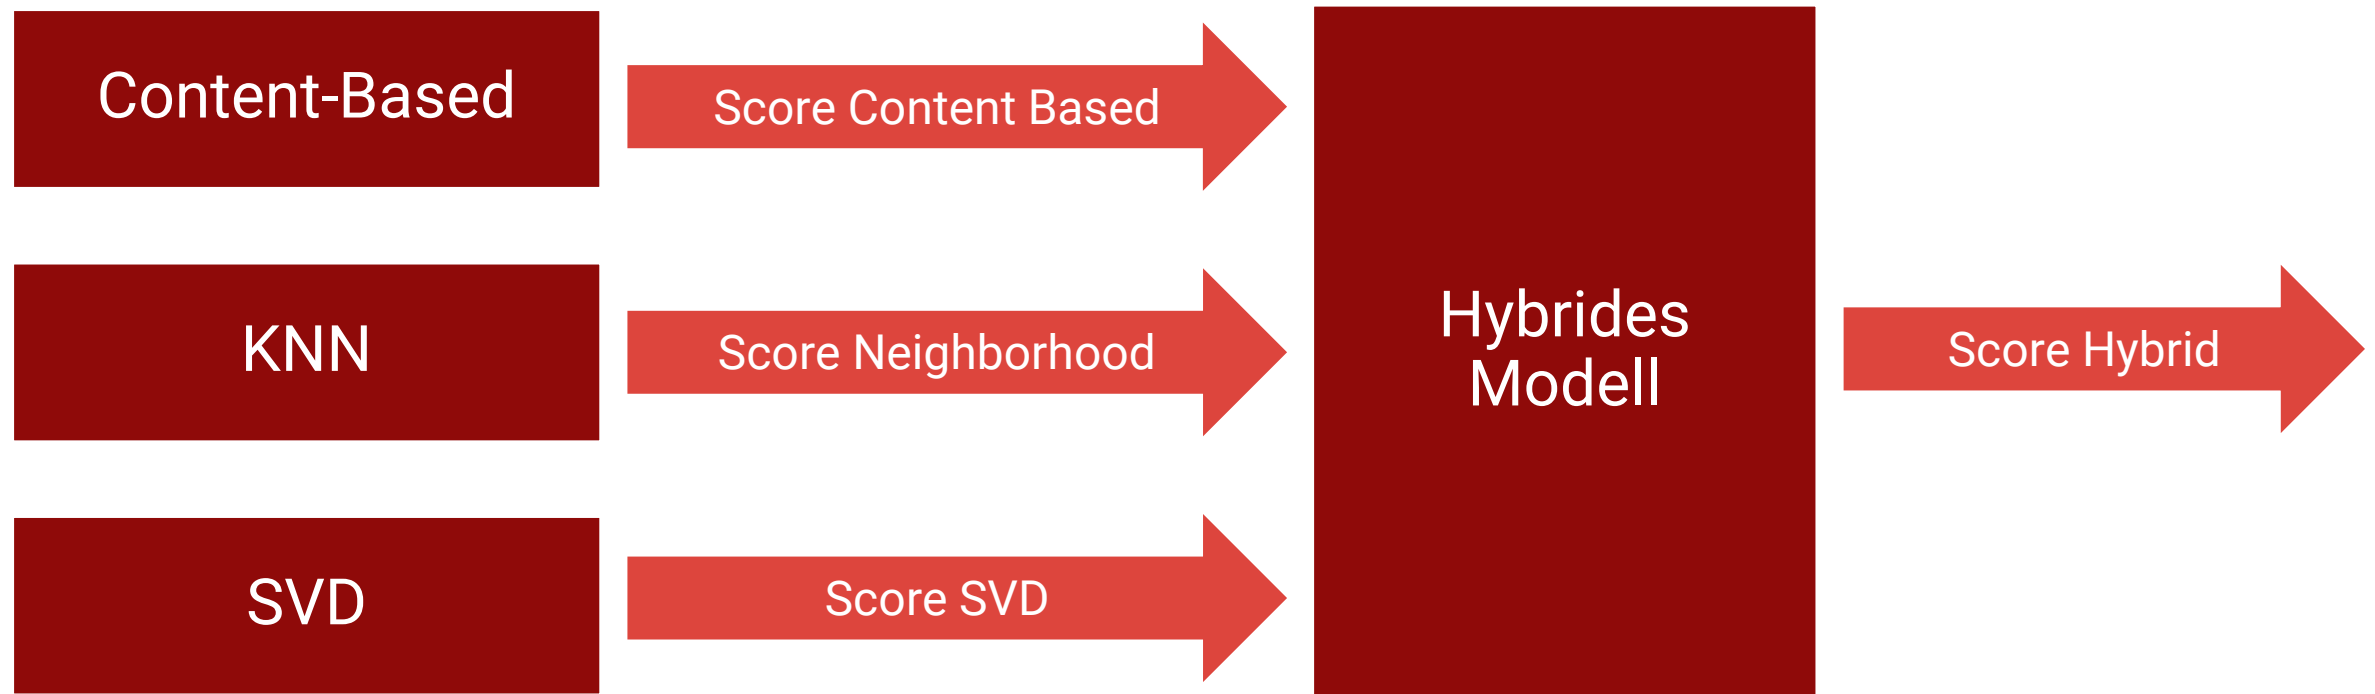 Content-Based
Score Content Based
KNN
Score Neighborhood
SVD
Score SVD
Hybrides
Modell
Score Hybrid